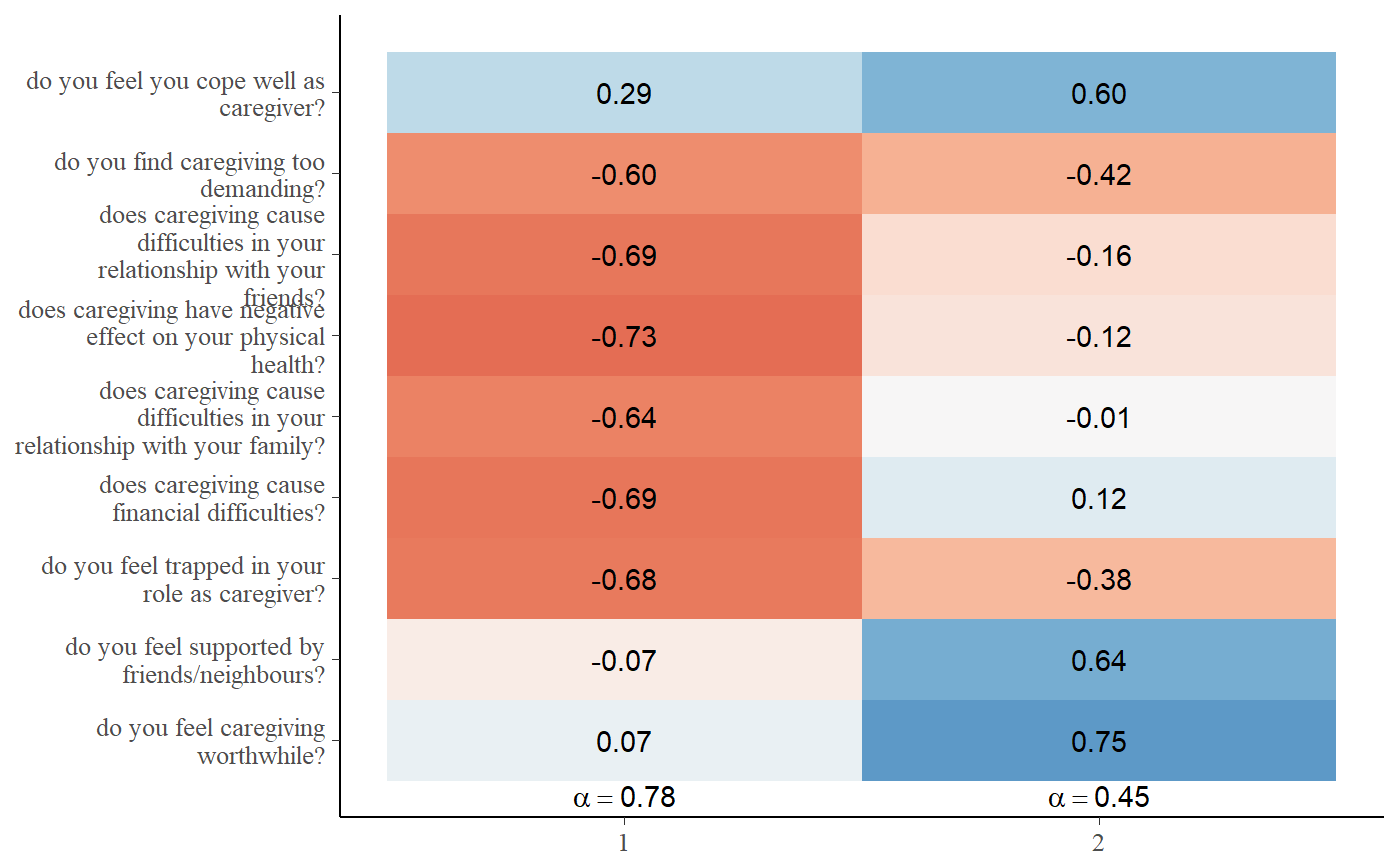 do you feel you cope well as
caregiver?
0.29
0.60
do you find caregiving too
demanding?
-0.60
-0.42
does caregiving cause
difficulties in your
relationship with your
friends?
-0.69
-0.16
does caregiving have negative
effect on your physical
health?
-0.73
-0.12
does caregiving cause
difficulties in your
relationship with your family?
-0.64
-0.01
does caregiving cause
financial difficulties?
-0.69
0.12
do you feel trapped in your
role as caregiver?
-0.68
-0.38
do you feel supported by
friends/neighbours?
-0.07
0.64
do you feel caregiving
worthwhile?
0.07
0.75
α = 0.78
α = 0.45
1
2